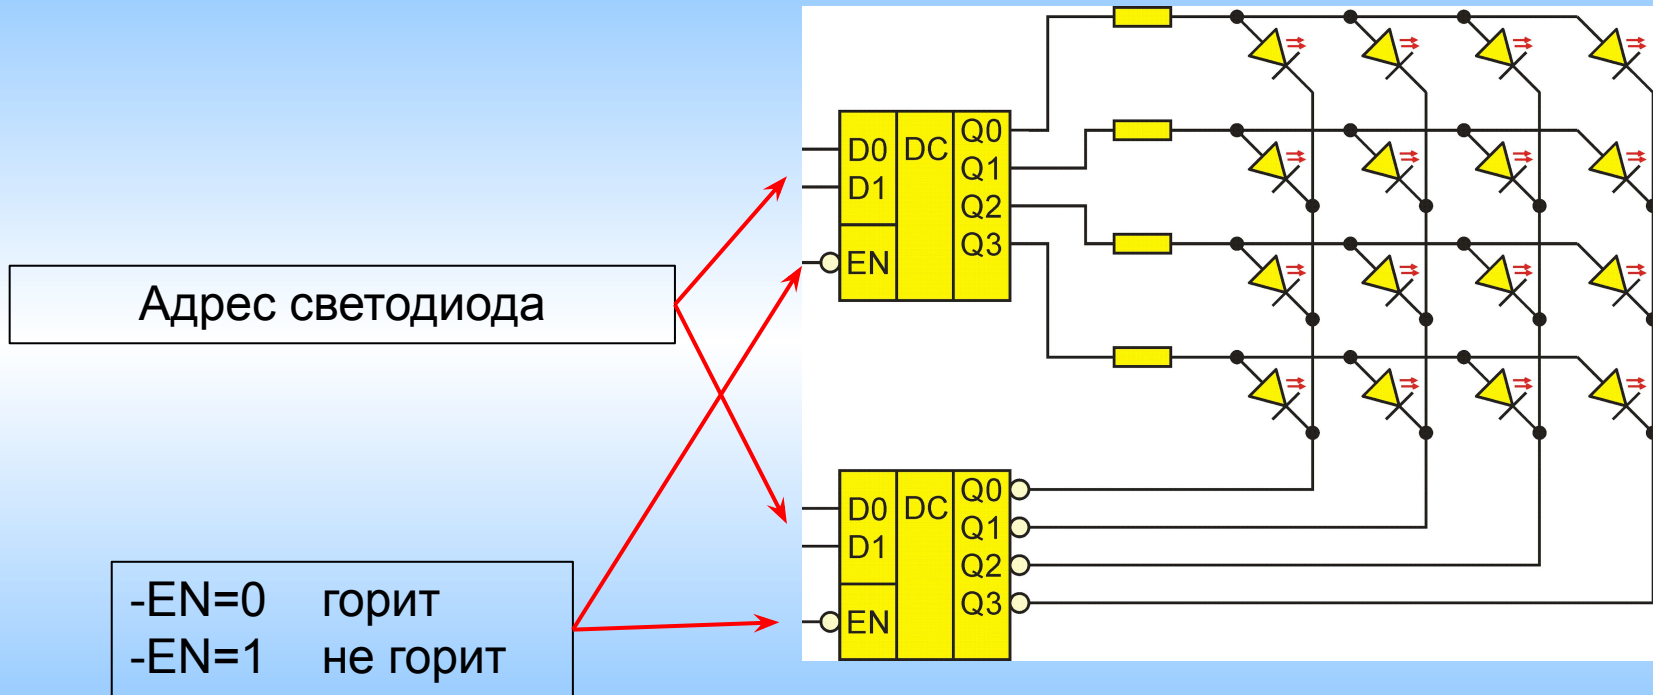 D0 DC Q0
D1 Q1
Q2
EN Q3
Адрес светодиода
D0 DC Q0
D1 Q1
Q2
EN Q3
-EN=0 горит
-EN=1 не горит